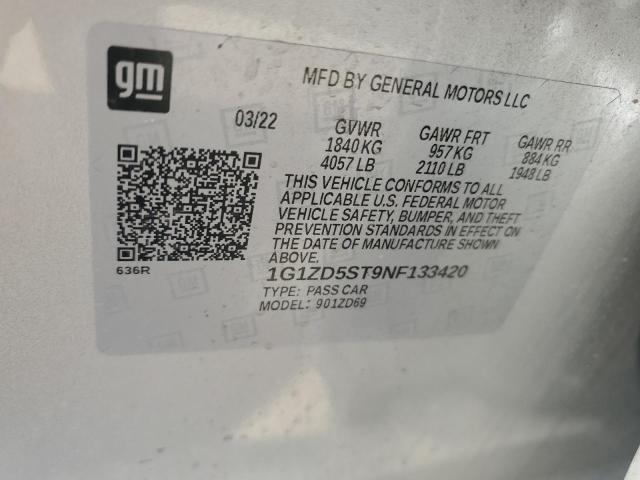 gm
MFD BY GENERAL MOTORS LLC
03/22 GVWR GAWR FRT GAWR RR
1840 KG 957 KG 884 KG
4057 LB 2110 LB 1948 LB
THIS VEHICLE CONFORMS TO ALL
APPLICABLE U.S. FEDERAL MOTOR
VEHICLE SAFETY, BUMPER, AND THEFT
PREVENTION STANDARDS IN EFFECT ON
THE DATE OF MANUFACTURE SHOWN
ABOVE.
636R
1G1ZD5ST9NF133420
TYPE: PASS CAR
MODEL: 901ZD69